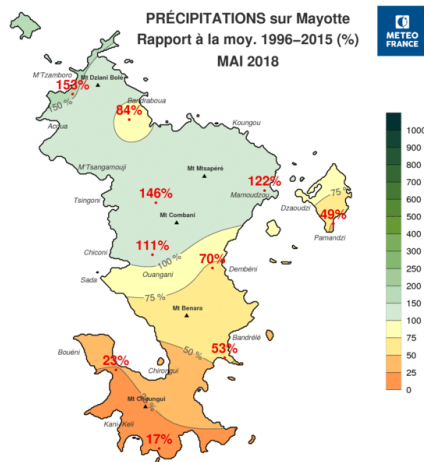 PRÉCIPITATIONS sur Mayotte
Rapport à la moy. 1996–2015 (%)
MAI 2018
METEO
FRANCE
M'Tzamboro
Mt Dziani Bolé
153%
150 %
84%
Bandraboua
Acoua
Koungou
M'Tsangamouji
Mt Mtsapéré
Tsingoni
146%
122%
Mamoudzou
75 %
Dzaoudzi
49%
Pamandzi
Mt Combani
111%
Chiconi
100 %
70%
Dembéni
Ouangani
Sada
75 %
Mt Benara
Bandrélé
50 %
53%
Bouéni
23%
Chirongui
Mt Choungui
Kani-Kéli
17%
1000
900
800
700
600
500
400
300
250
200
150
100
75
50
25
0